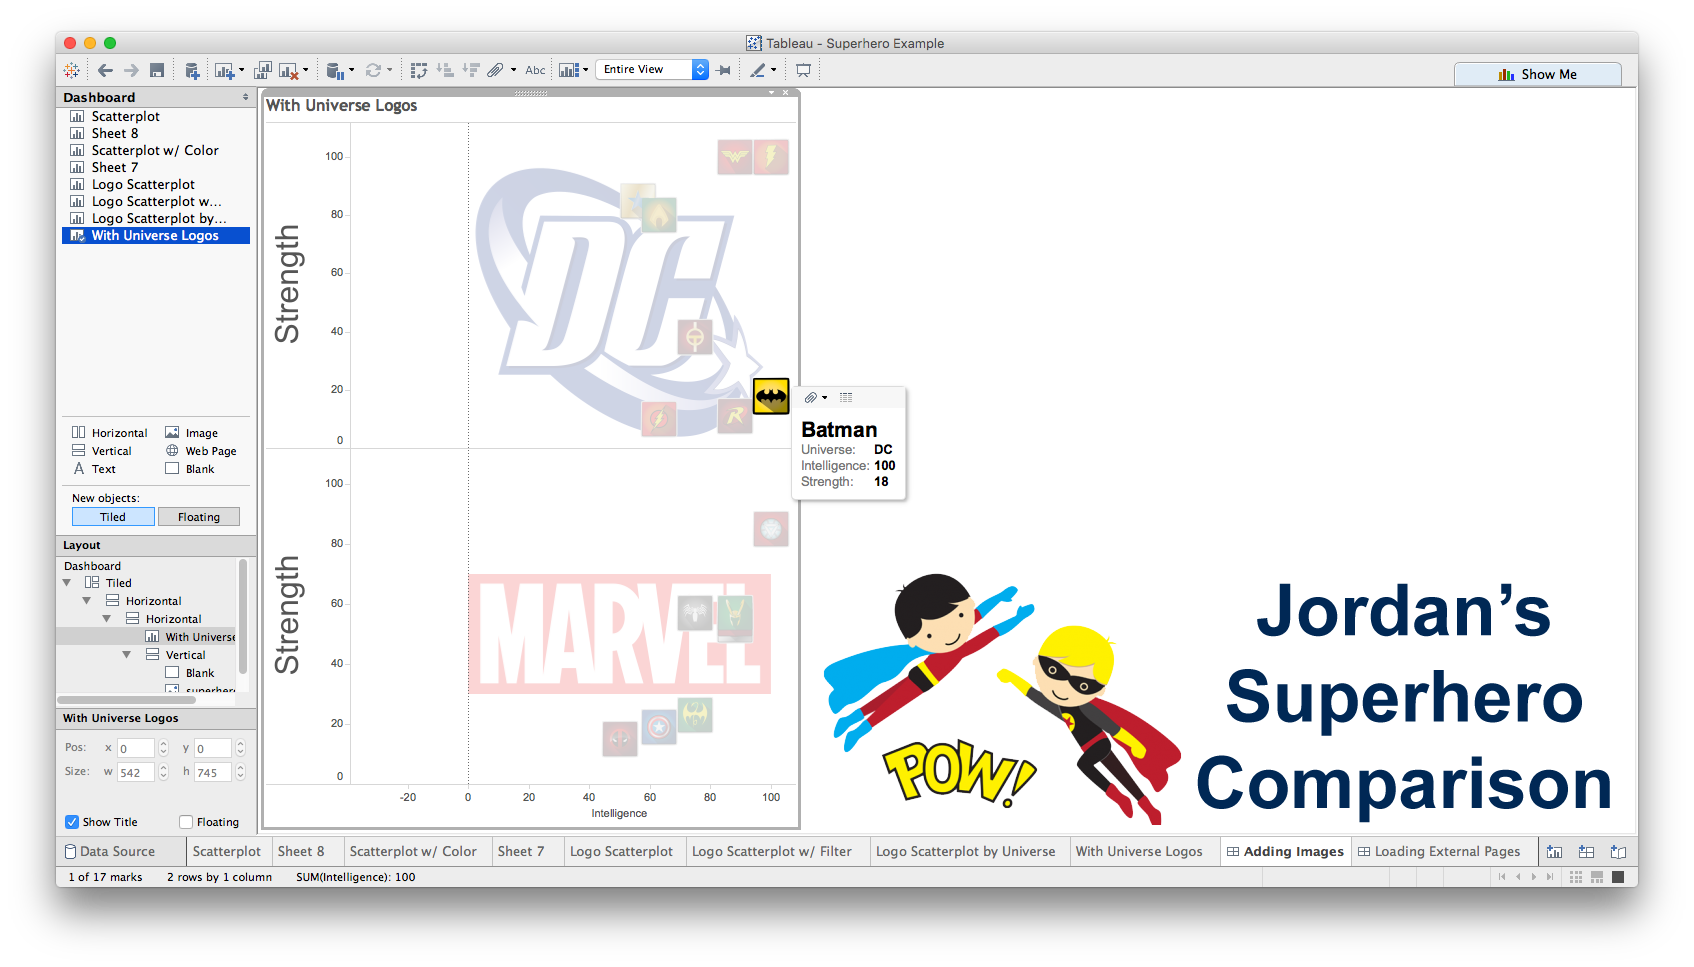 Tableau - Superhero Example
Abc
Entire View
Show Me
Dashboard
Scatterplot
Sheet 8
Scatterplot w/ Color
Sheet 7
Logo Scatterplot
Logo Scatterplot w...
Logo Scatterplot by...
With Universe Logos
Horizontal
Image
Vertical
Web Page
A Text
Blank
New objects:
Tiled
Floating
Layout
Dashboard
Tiled
Horizontal
Horizontal
With Universe
Vertical
Blank
superhero
With Universe Logos
Pos: x 0 y 0
Size: w 542 h 745
Show Title
Floating
With Universe Logos
Strength
100
80
60
40
20
0
DC
R
Batman
Universe: DC
Intelligence: 100
Strength: 18
Strength
100
80
60
40
20
0
MARVEL
-20 0 20 40 60 80 100
Intelligence
POW!
Jordan’s
Superhero
Comparison
Data Source
Scatterplot
Sheet 8
Scatterplot w/ Color
Sheet 7
Logo Scatterplot
Logo Scatterplot w/ Filter
Logo Scatterplot by Universe
With Universe Logos
Adding Images
Loading External Pages
1 of 17 marks
2 rows by 1 column
SUM(Intelligence): 100